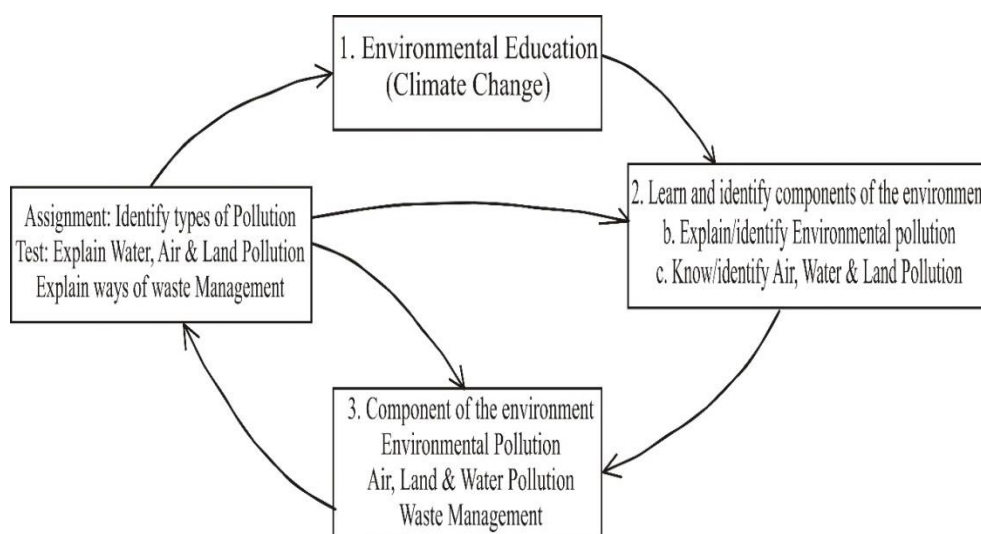 1. Environmental Education
(Climate Change)
2. Learn and identify components of the environmen
b. Explain/identify Environmental pollution
c. Know/identify Air, Water & Land Pollution
3. Component of the environment
Environmental Pollution
Air, Land & Water Pollution
Waste Management
Assignment: Identify types of Pollution
Test: Explain Water, Air & Land Pollution
Explain ways of waste Management